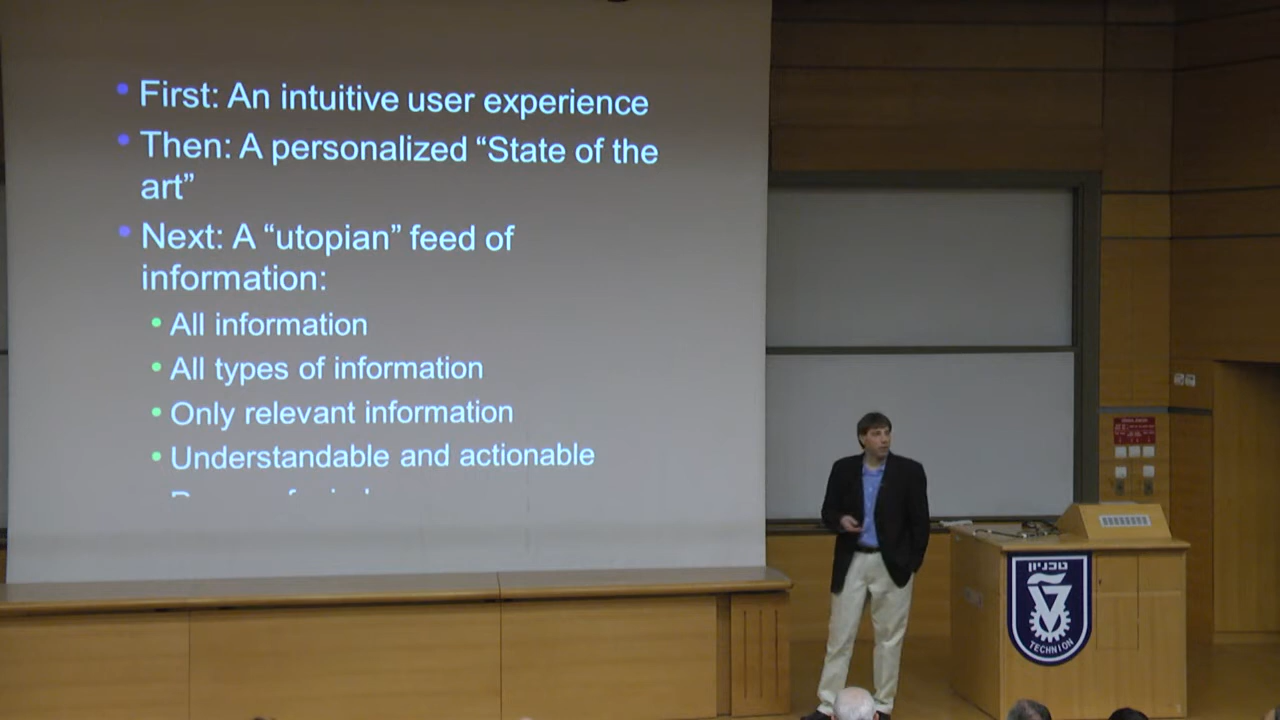 First: An intuitive user experience
Then: A personalized “State of the
art”
Next: A “utopian” feed of
information:
All information
All types of information
Only relevant information
Understandable and actionable
טכניון
TECHNION